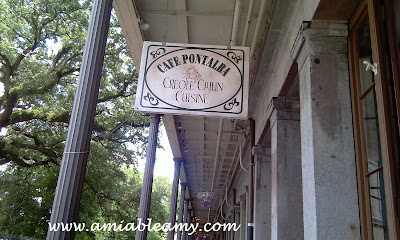 CAFE PONTALBA
CREOLE CAJUN
CUISINE
www.amiableamy.com